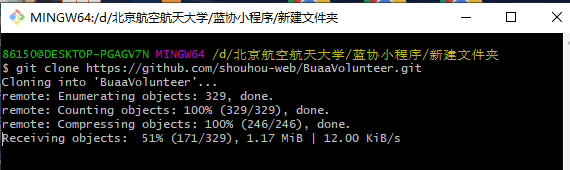 MINGW64:/d/北京航空航天大学/蓝协小程序/新建文件夹
86150@DESKTOP-PGAGV7N MINGW64 /d/北京航空航天大学/蓝协小程序/新建文件夹
$ git clone https://github.com/shouhou-web/BuaaVolunteer.git
Cloning into 'BuaaVolunteer'...
remote: Enumerating objects: 329, done.
remote: Counting objects: 100% (329/329), done.
remote: Compressing objects: 100% (246/246), done.
Receiving objects:  51% (171/329), 1.17 MiB | 12.00 KiB/s